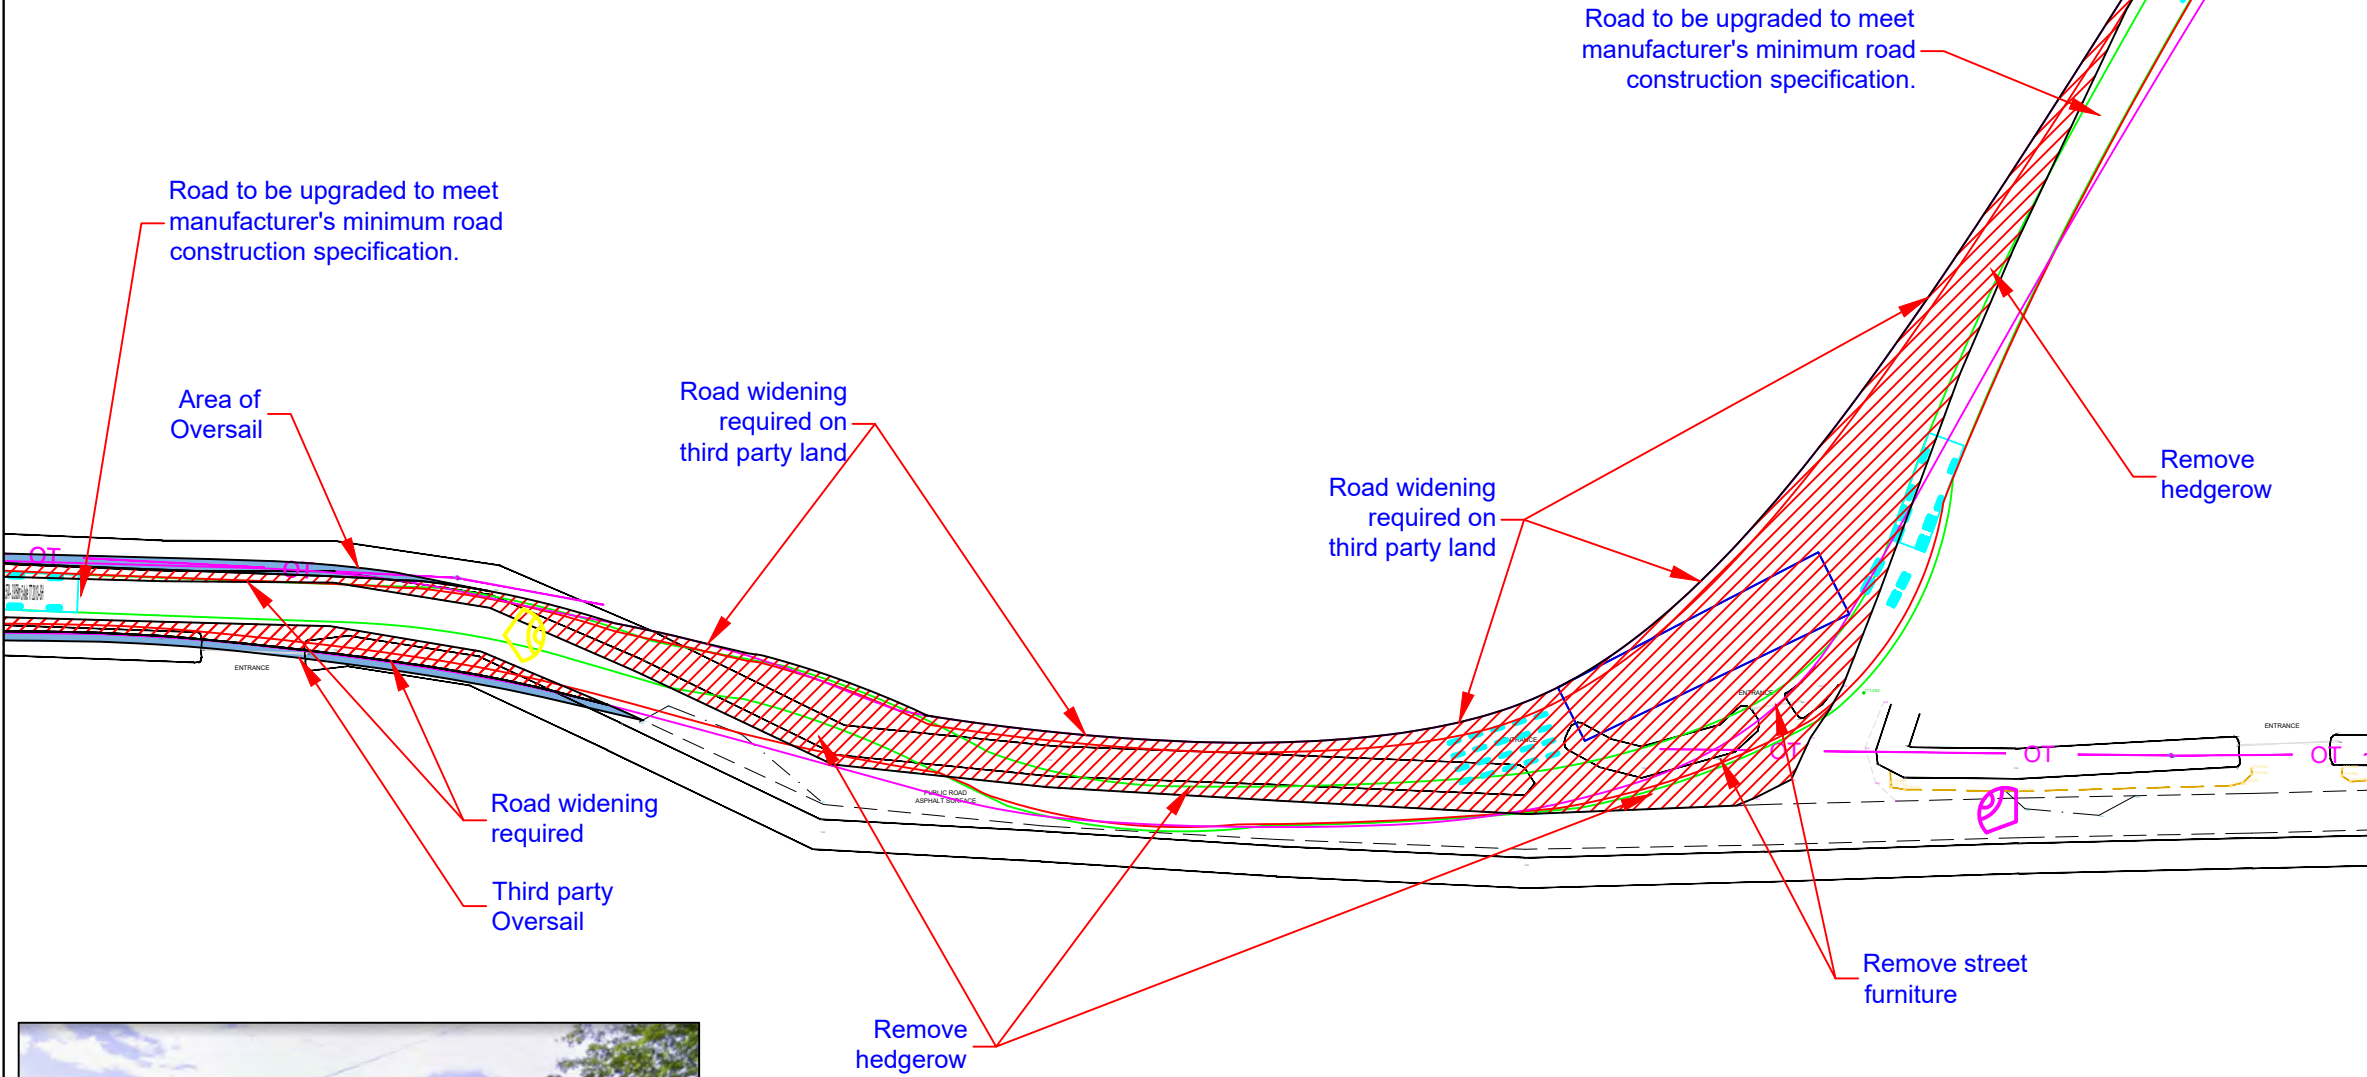 Road to be upgraded to meet
manufacturer's minimum road
construction specification.
Road to be upgraded to meet
manufacturer's minimum road
construction specification.
Area of
Oversail
Road widening
required on
third party land
Road widening
required on
third party land
Remove
hedgerow
OT
OT
ENTRANCE
ENTRANCE
ENTRANCE
OT
OT
OT
PUBLIC ROAD
ASPHALT SURFACE
Road widening
required
Third party
Oversail
Remove street
furniture
Remove
hedgerow